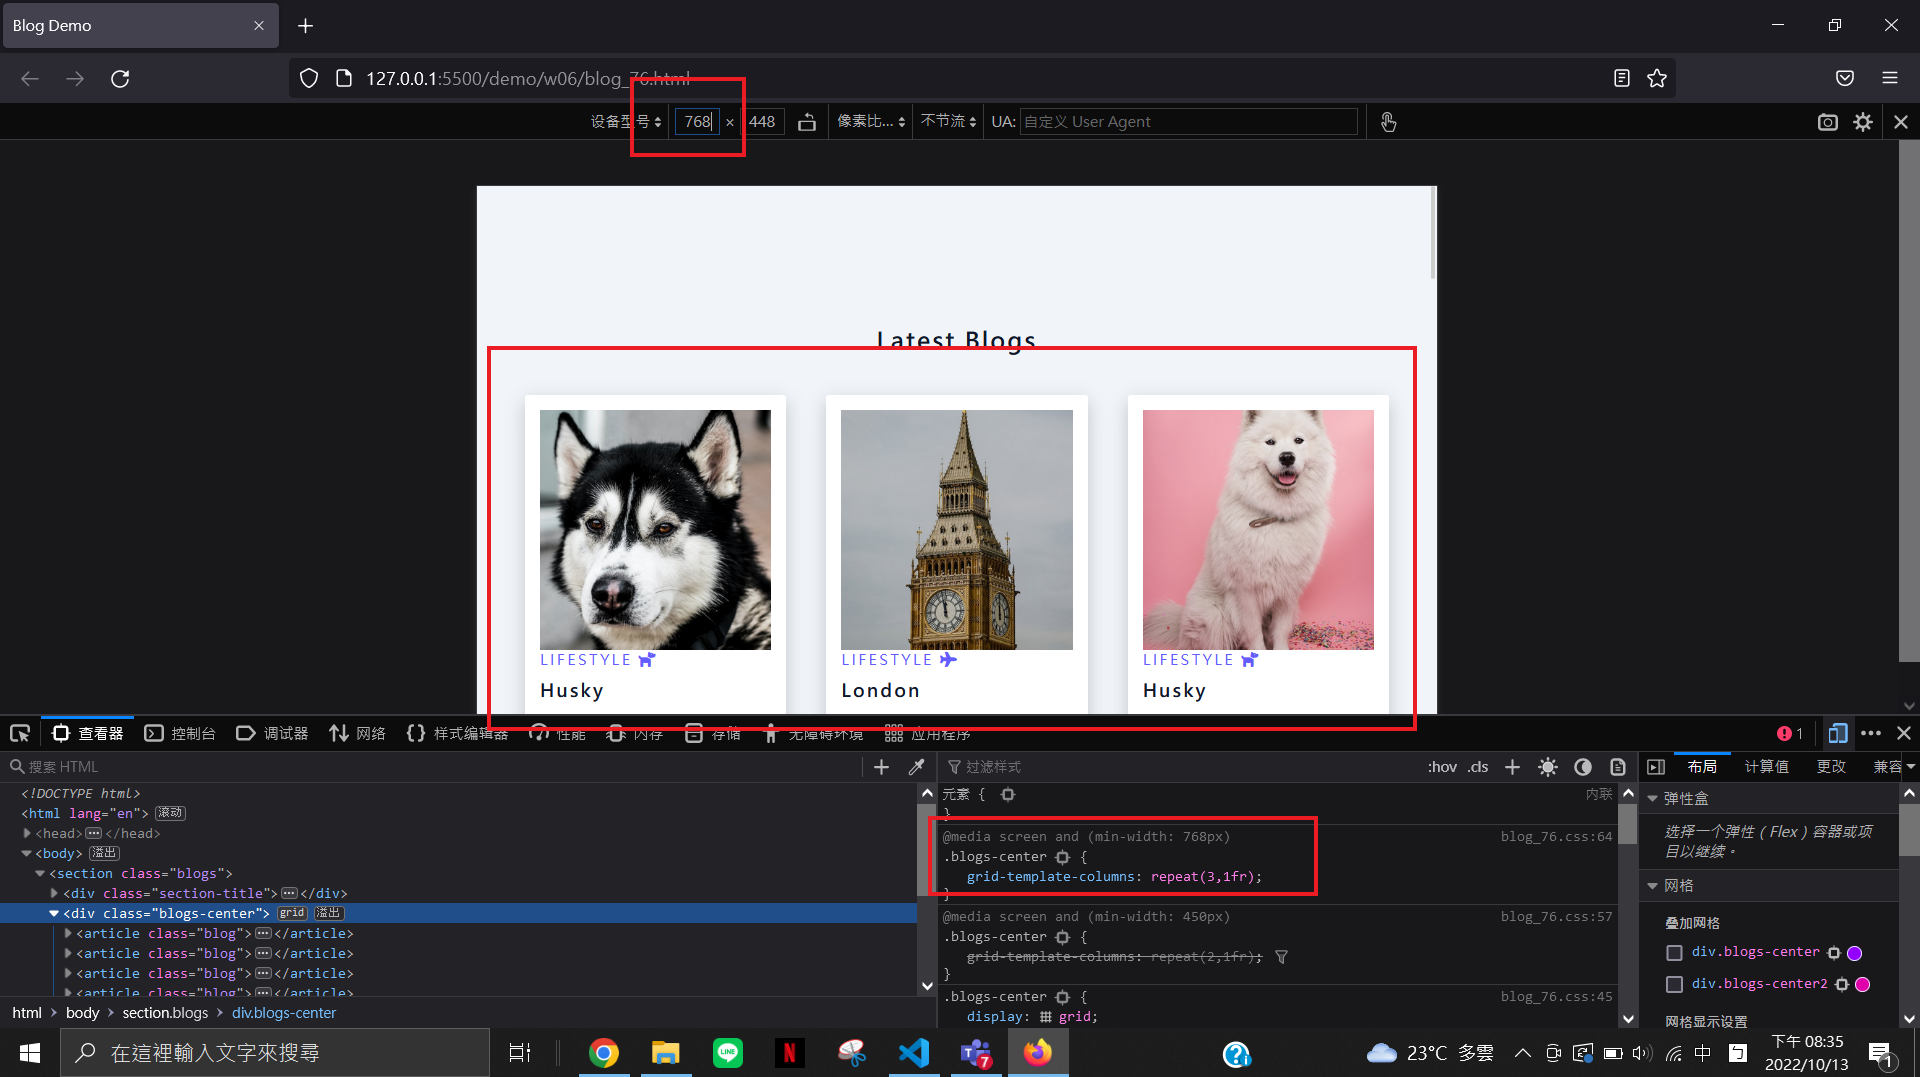 Blog Demo
127.0.0.1:5500/demo/w06/blog_76.html
设备型号 768 × 448 像素比... 不节流 UA: 自定义 User Agent
Latest Blogs
LIFESTYLE LIFESTYLE LIFESTYLE
Husky London Husky
查看器 控制台 调试器 网络 样式编辑器 性能 内存 存储 无障碍环境 应用程序 1
搜索 HTML
<!DOCTYPE html>
<html lang="en"> 滚动
<head> ••• </head>
<body> 溢出
<section class="blogs">
<div class="section-title"> ••• </div>
<div class="blogs-center"> grid 溢出
<article class="blog"> ••• </article>
<article class="blog"> ••• </article>
<article class="blog"> ••• </article>
<article class="blog"> ••• </article>
html > body > section.blogs > div.blogs-center
过滤样式 :hov .cls
元素 { 内联
}
@media screen and (min-width: 768px) blog_76.css:64
.blogs-center {
grid-template-columns: repeat(3,1fr);
}
@media screen and (min-width: 450px) blog_76.css:57
.blogs-center {
grid-template-columns: repeat(2,1fr);
}
.blogs-center { blog_76.css:45
display: grid;
布局 计算值 更改 兼容
弹性盒
选择一个弹性（Flex）容器或项
目以继续。
网格
叠加网格
div.blogs-center
div.blogs-center2
网格显示设置
在這裡輸入文字來搜尋
LINE
N
7
23°C 多雲
中
下午 08:35
2022/10/13
1